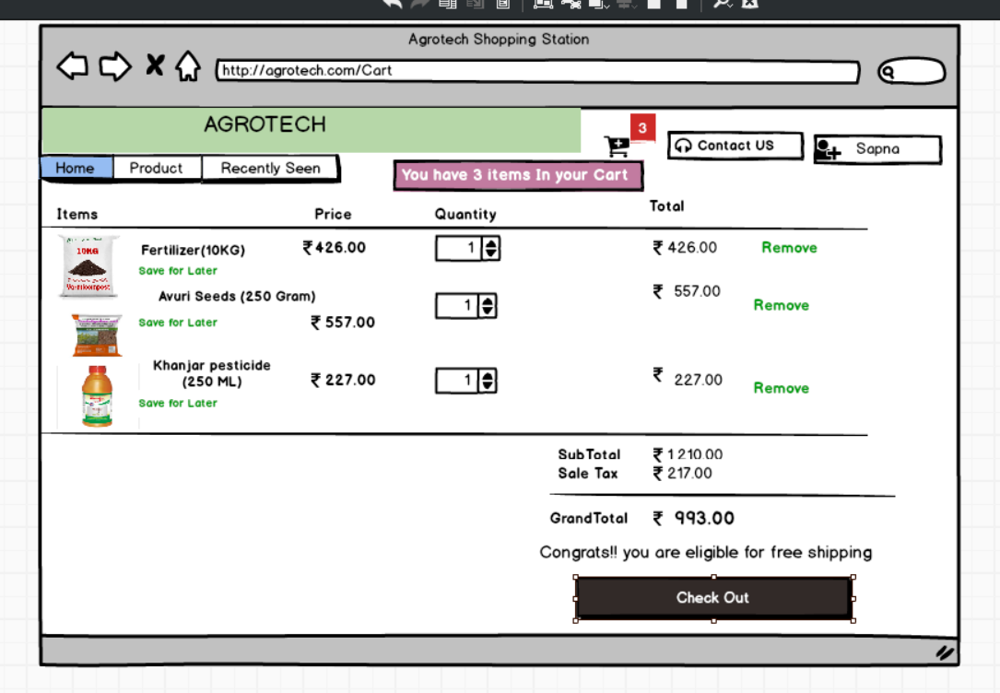 Agrotech Shopping Station
http://agrotech.com/Cart
AGROTECH
3
Contact US
Sapna
Home Product Recently Seen
You have 3 items In your Cart
Items Price Quantity Total
10KG
Fertilizer(10KG) ₹ 426.00 1 ₹ 426.00 Remove
Save for Later
Avuri Seeds (250 Gram) 1 ₹ 557.00 Remove
Save for Later ₹ 557.00
Khanjar pesticide
(250 ML) ₹ 227.00 1 ₹ 227.00 Remove
Save for Later
SubTotal ₹ 1210.00
Sale Tax ₹ 217.00
GrandTotal ₹ 993.00
Congrats!! you are eligible for free shipping
Check Out